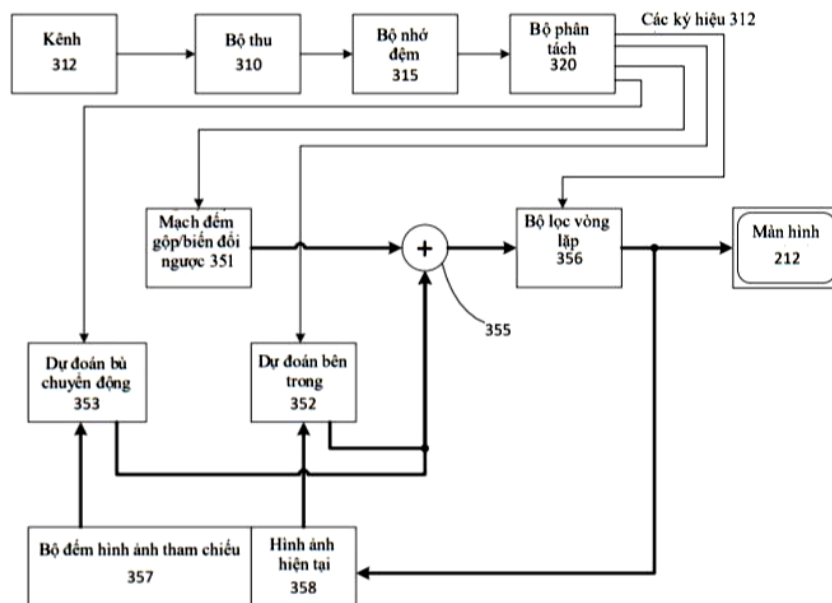 Kênh
312
Bộ thu
310
Bộ nhớ
đệm
315
Bộ phân
tách
320
Các ký hiệu 312
Mạch đếm
gộp/biến đổi
ngược 351
+
355
Bộ lọc vòng
lặp
356
Màn hình
212
Dự đoán bù
chuyển động
353
Dự đoán bên
trong
352
Bộ đếm hình ảnh tham chiếu
357
Hình ảnh
hiện tại
358